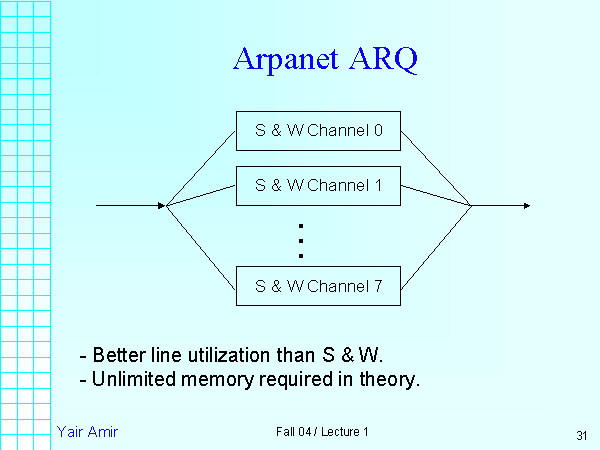 Arpanet ARQ
S & W Channel 0
S & W Channel 1
S & W Channel 7
- Better line utilization than S & W.
- Unlimited memory required in theory.
Yair Amir
Fall 04 / Lecture 1
31